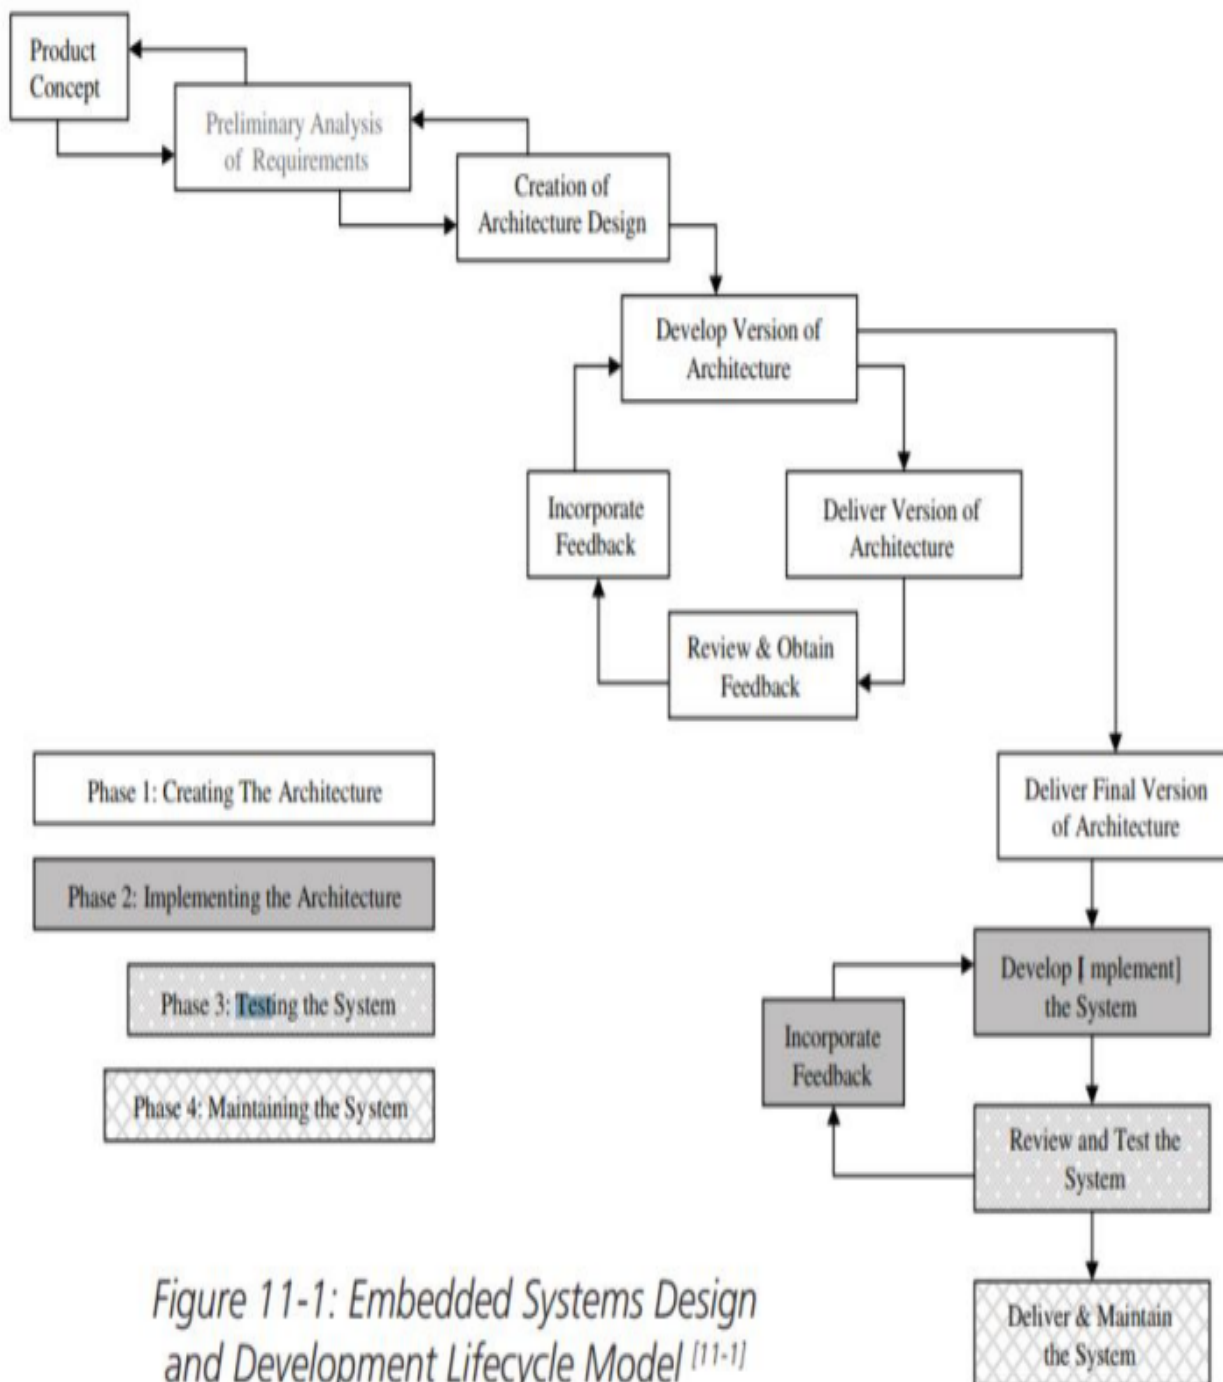 Product
Concept
Preliminary Analysis
of Requirements
Creation of
Architecture Design
Develop Version of
Architecture
Incorporate
Feedback
Deliver Version of
Architecture
Review & Obtain
Feedback
Phase 1: Creating The Architecture
Phase 2: Implementing the Architecture
Phase 3: Testing the System
Phase 4: Maintaining the System
Deliver Final Version
of Architecture
Develop [ mplement]
the System
Incorporate
Feedback
Review and Test the
System
Deliver & Maintain
the System
Figure 11-1: Embedded Systems Design
and Development Lifecycle Model [11-1]